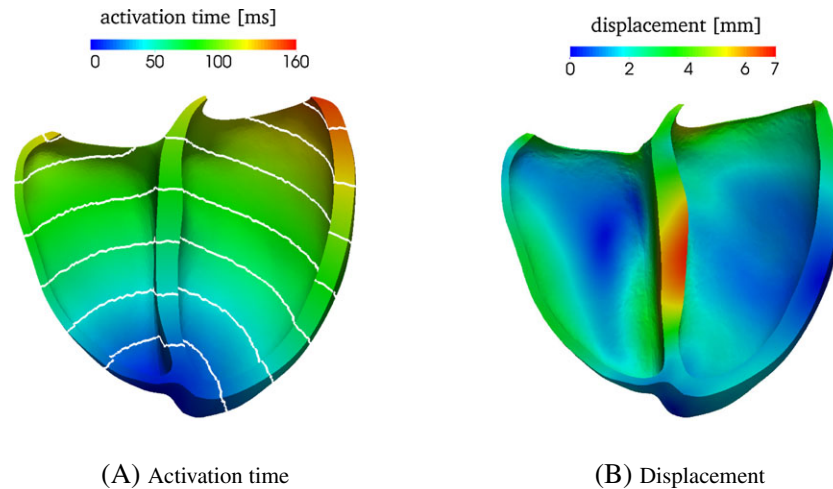 activation time [ms]
0 50 100 160
displacement [mm]
0 2 4 6 7
(A) Activation time
(B) Displacement